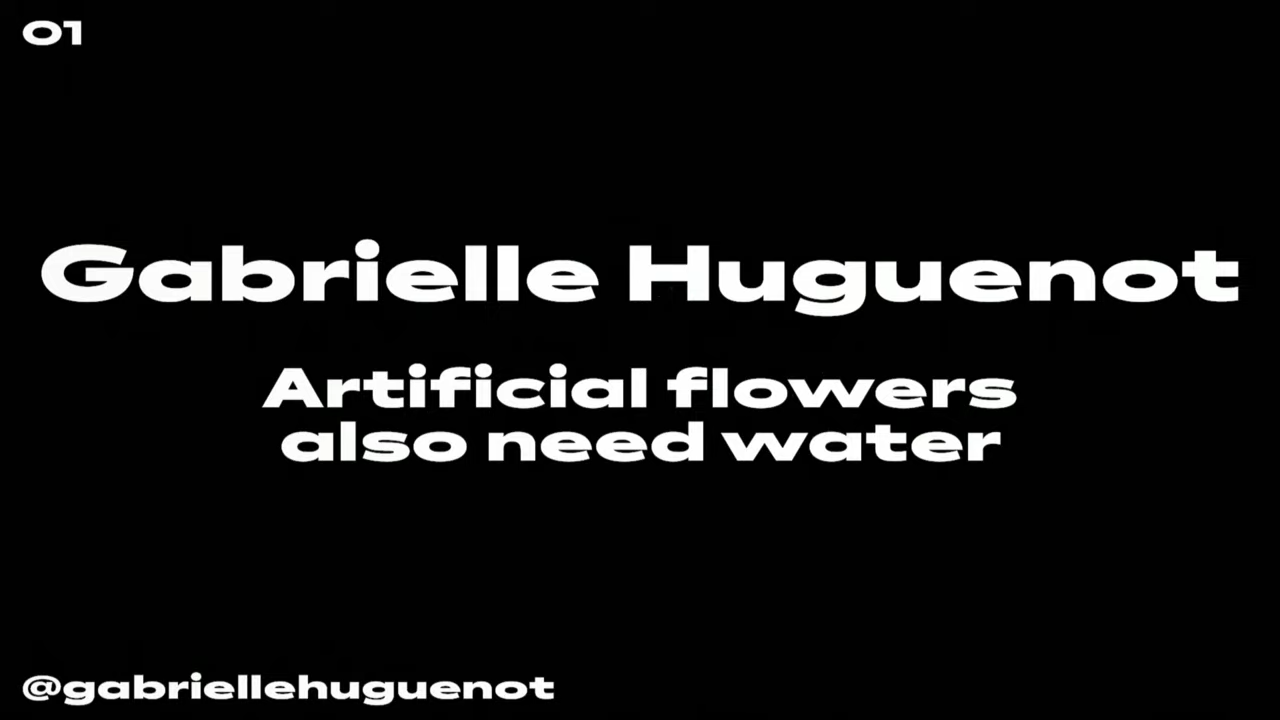 01
Gabrielle Huguenot
Artificial flowers
also need water
@gabriellehuguenot